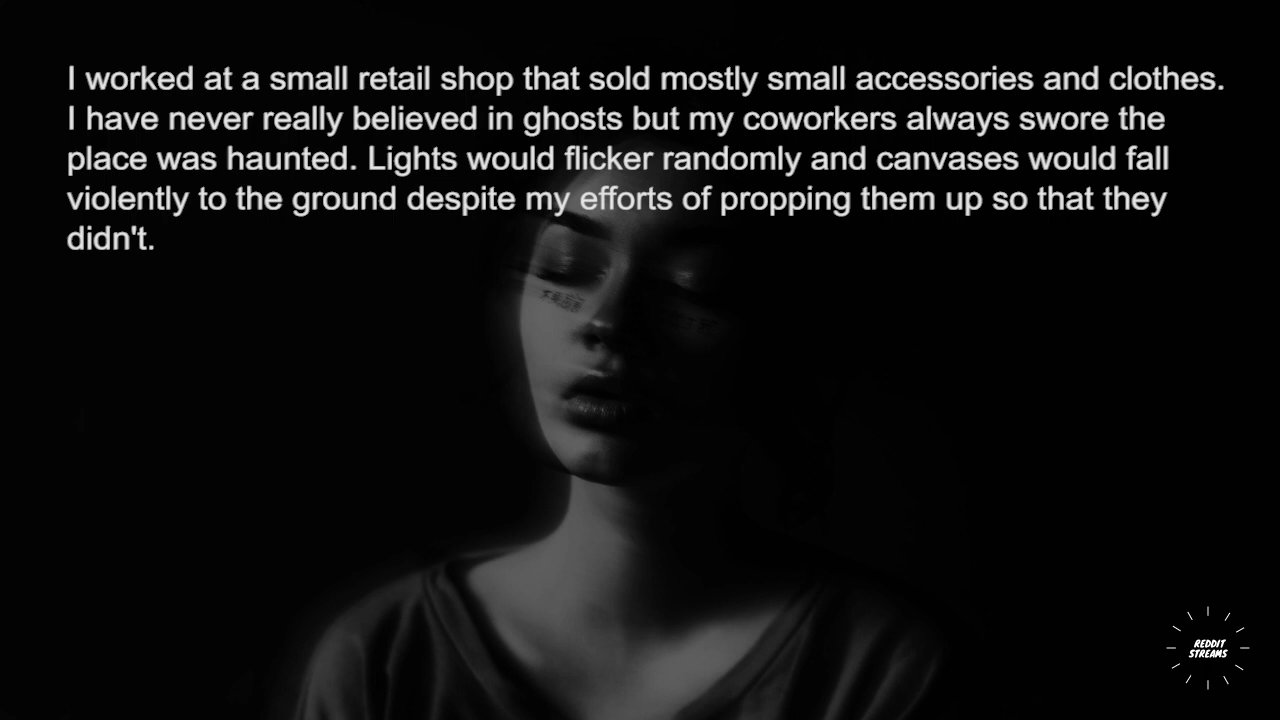 I worked at a small retail shop that sold mostly small accessories and clothes.
I have never really believed in ghosts but my coworkers always swore the
place was haunted. Lights would flicker randomly and canvases would fall
violently to the ground despite my efforts of propping them up so that they
didn't.
REDDIT
STREAMS